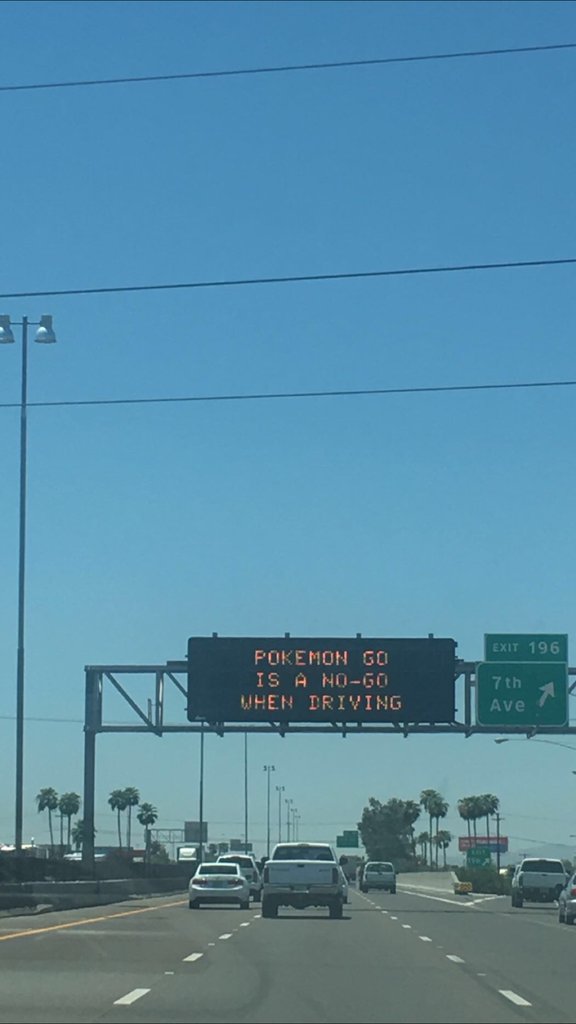 POKEMON GO
IS A NO-GO
WHEN DRIVING
EXIT 196
7th
Ave